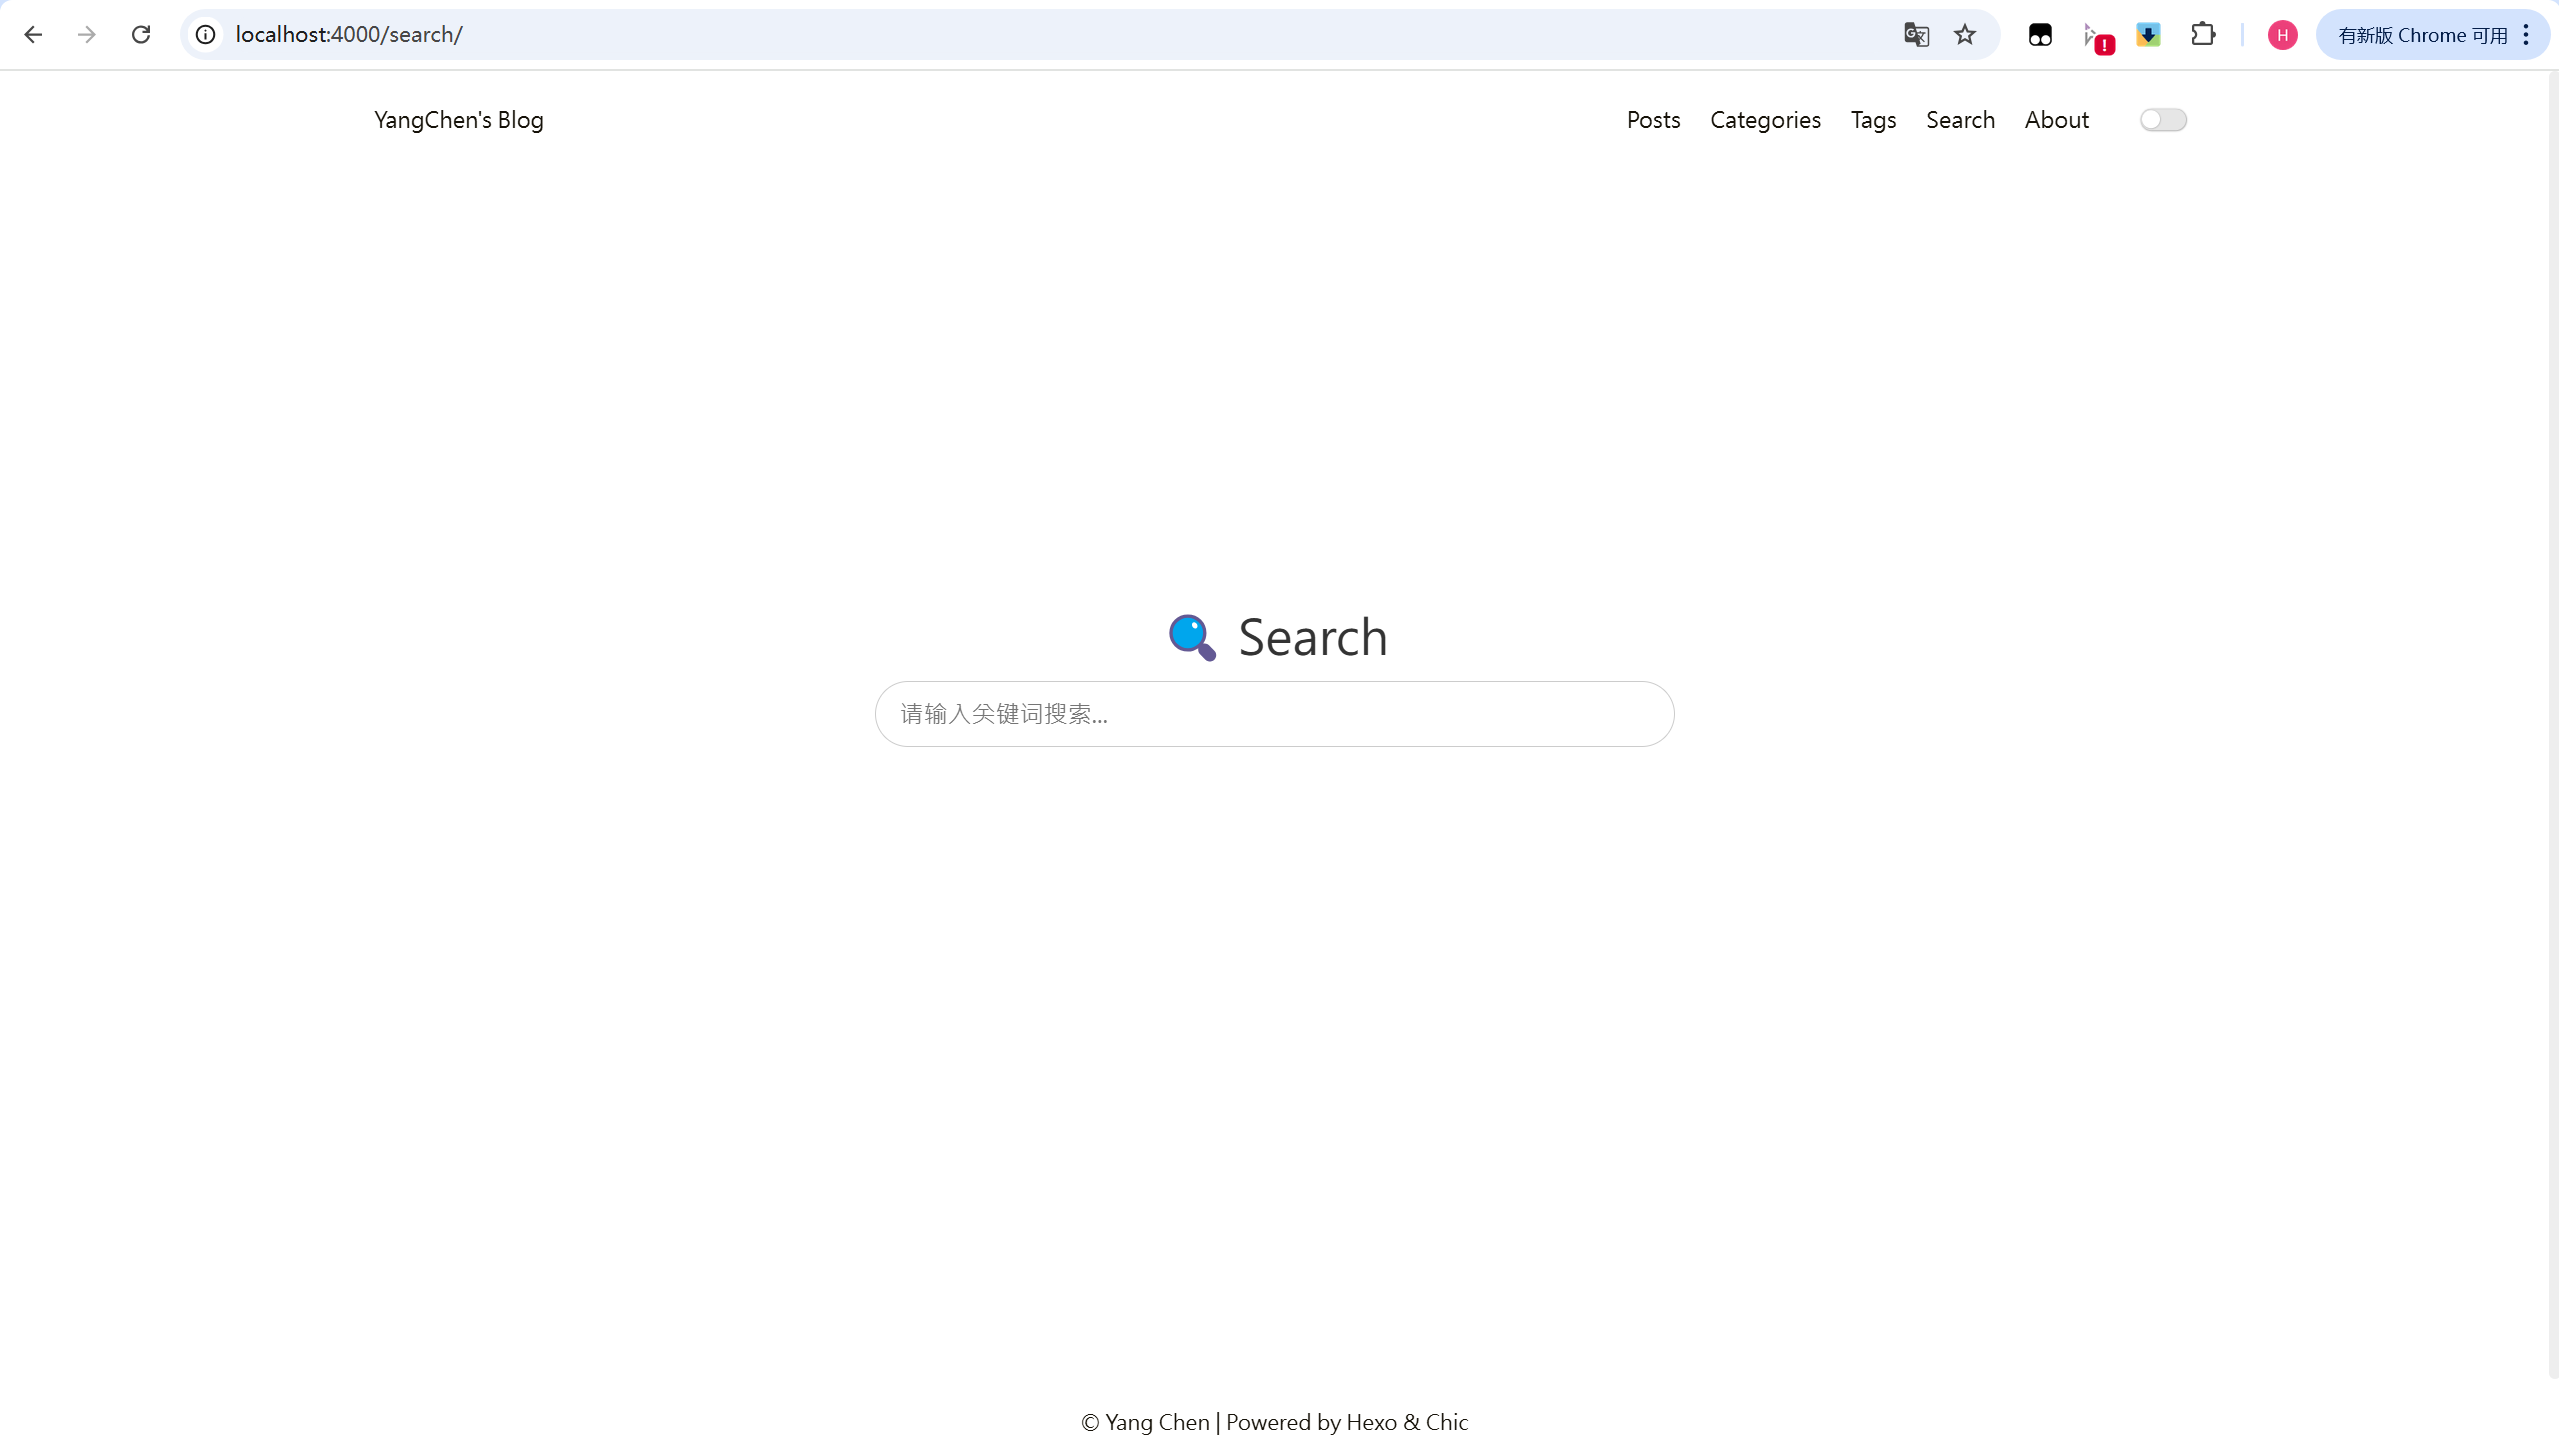 localhost:4000/search/
H
有新版 Chrome 可用
YangChen's Blog
Posts Categories Tags Search About
Search
请输入关键词搜索...
© Yang Chen | Powered by Hexo & Chic